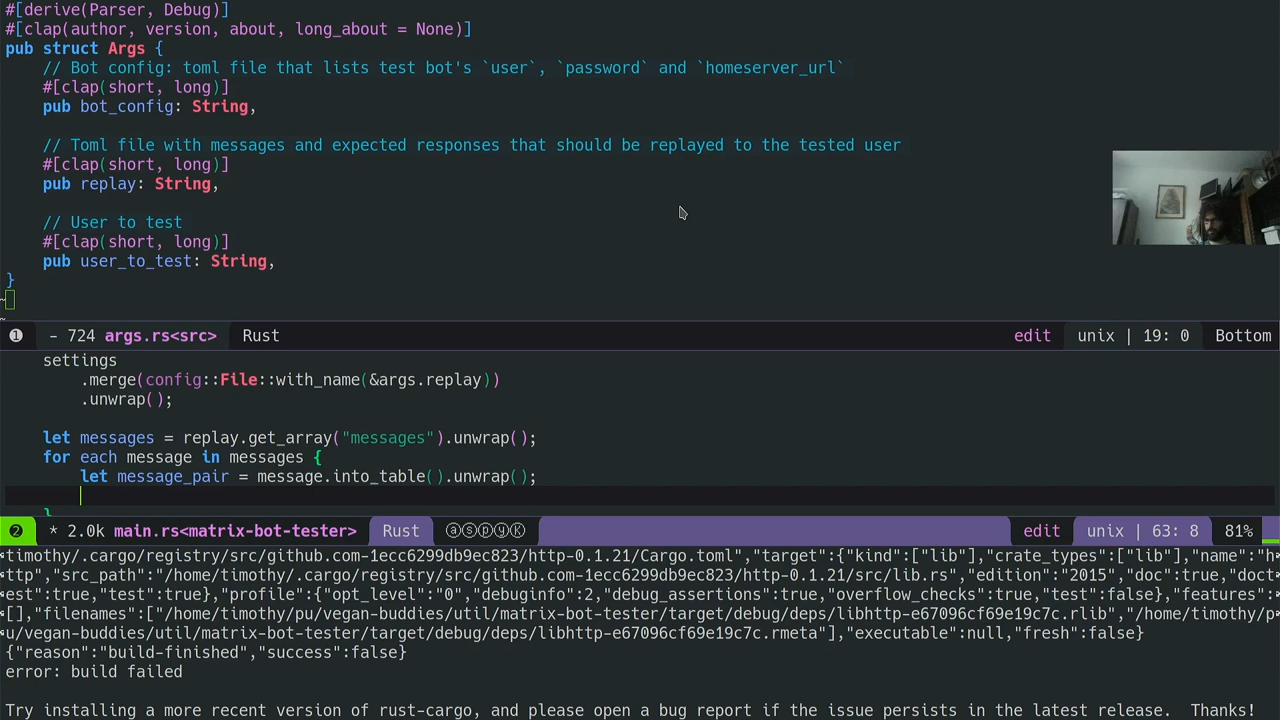 #[derive(Parser, Debug)]
#[clap(author, version, about, long_about = None)]
pub struct Args {
    // Bot config: toml file that lists test bot's `user`, `password` and `homeserver_url`
    #[clap(short, long)]
    pub bot_config: String,

    // Toml file with messages and expected responses that should be replayed to the tested user
    #[clap(short, long)]
    pub replay: String,

    // User to test
    #[clap(short, long)]
    pub user_to_test: String,
}
~
❶ - 724 args.rs<src> Rust edit unix | 19: 0 Bottom
    settings
        .merge(config::File::with_name(&args.replay))
        .unwrap();

    let messages = replay.get_array("messages").unwrap();
    for each message in messages {
        let message_pair = message.into_table().unwrap();

    }
❷ * 2.0k main.rs<matrix-bot-tester> Rust ⓐⓢⓟⓨⓀ edit unix | 63: 8 81%
timothy/.cargo/registry/src/github.com-1ecc6299db9ec823/http-0.1.21/Cargo.toml","target":{"kind":["lib"],"crate_types":["lib"],"name":"h
ttp","src_path":"/home/timothy/.cargo/registry/src/github.com-1ecc6299db9ec823/http-0.1.21/src/lib.rs","edition":"2015","doc":true,"doct
est":true,"test":true},"profile":{"opt_level":"0","debuginfo":2,"debug_assertions":true,"overflow_checks":true,"test":false},"features":
[],"filenames":["/home/timothy/pu/vegan-buddies/util/matrix-bot-tester/target/debug/deps/libhttp-e67096cf69e19c7c.rlib","/home/timothy/p
u/vegan-buddies/util/matrix-bot-tester/target/debug/deps/libhttp-e67096cf69e19c7c.rmeta"],"executable":null,"fresh":false}
{"reason":"build-finished","success":false}
error: build failed

Try installing a more recent version of rust-cargo, and please open a bug report if the issue persists in the latest release.  Thanks!